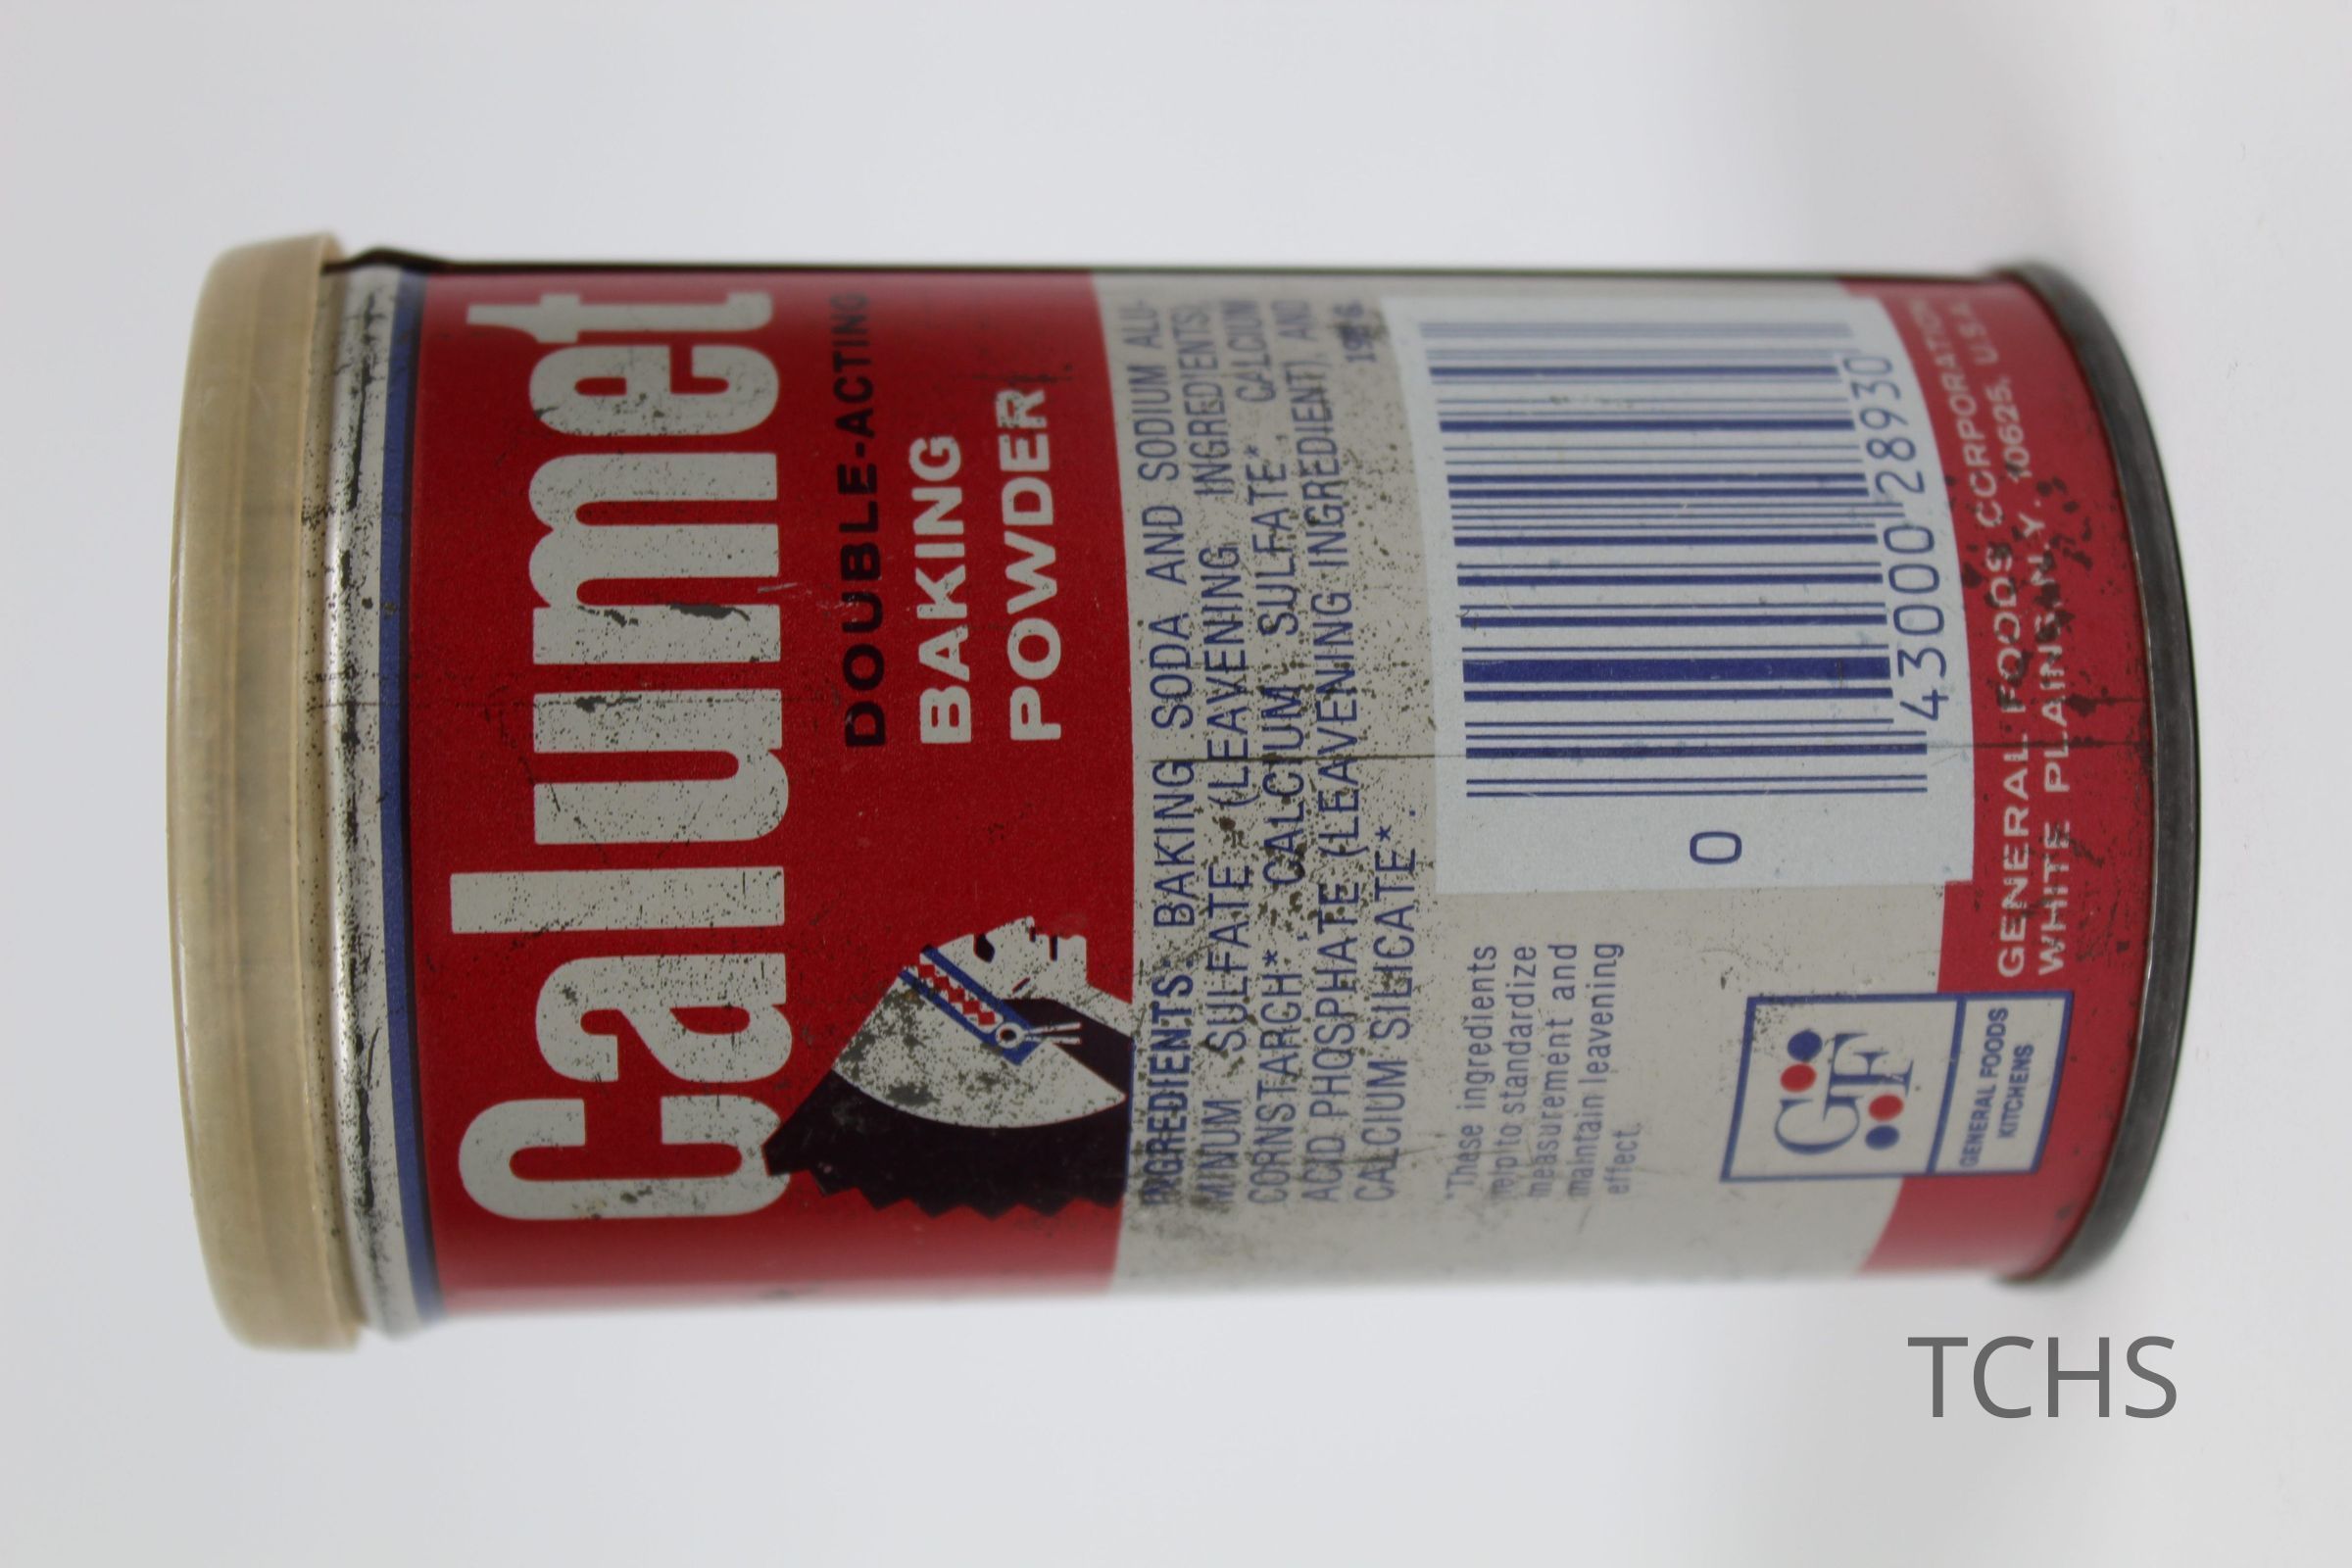 Calumet
DOUBLE-ACTING
BAKING
POWDER
INGREDIENTS: BAKING SODA AND SODIUM ALU-
MINUM SULFATE (LEAVENING INGREDIENTS),
CORNSTARCH*, CALCIUM SULFATE*, CALCIUM
ACID PHOSPHATE (LEAVENING INGREDIENT), AND
CALCIUM SILICATE*.
*These ingredients
help to standardize
measurement and
maintain leavening
effect.
0
43000 28930
GF
GENERAL FOODS
KITCHENS
GENERAL FOODS CORPORATION
WHITE PLAINS, N.Y. 10625, U.S.A.
TCHS